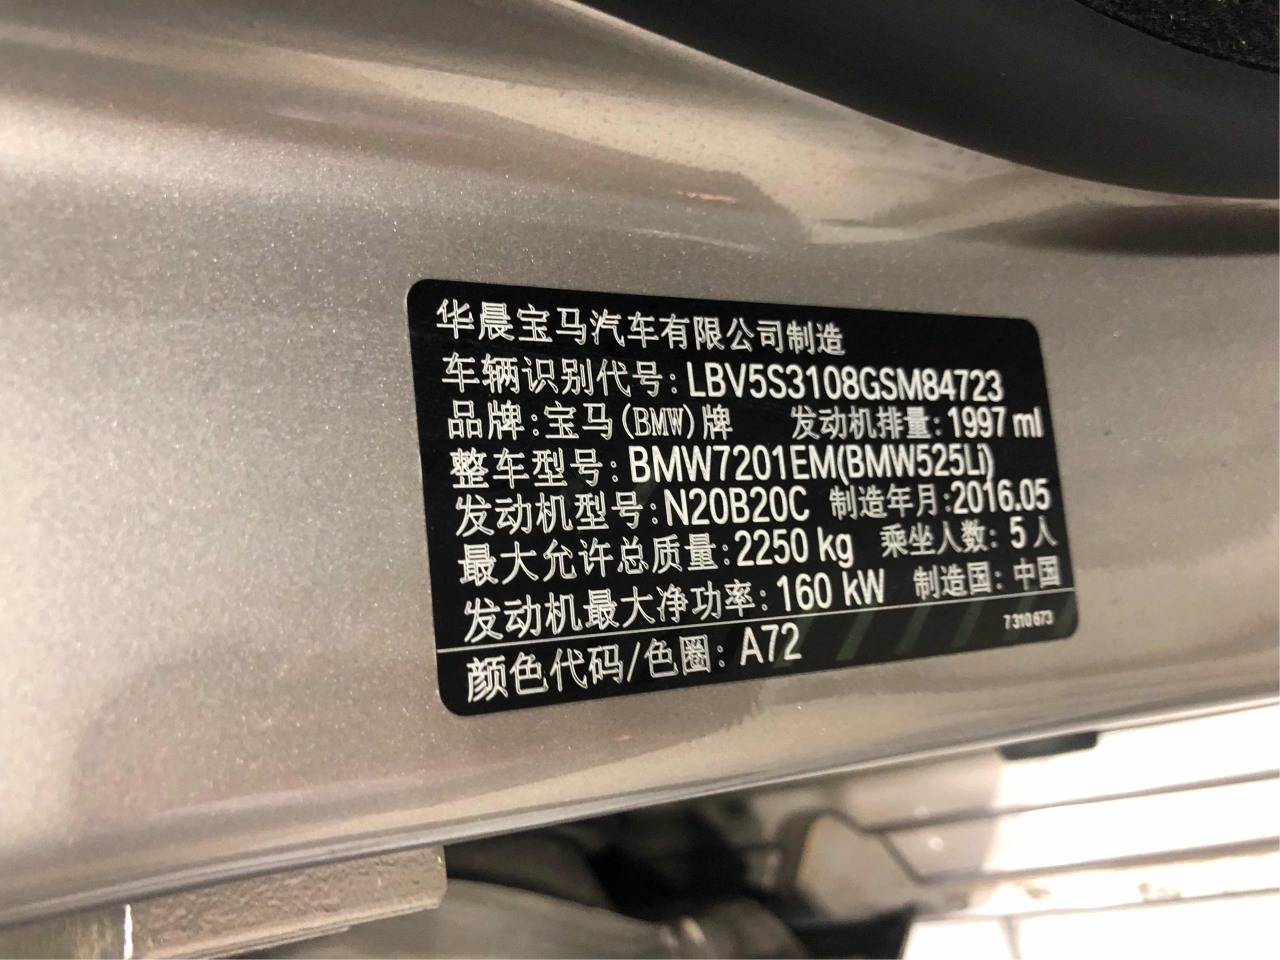 华晨宝马汽车有限公司制造
车辆识别代号：LBV5S3108GSM84723
品牌：宝马(BMW)牌 发动机排量：1997 ml
整车型号：BMW7201EM(BMW525Li)
发动机型号：N20B20C 制造年月：2016.05
最大允许总质量：2250 kg 乘坐人数：5人
发动机最大净功率：160 kW 制造国：中国
7 310 673
颜色代码/色圈：A72